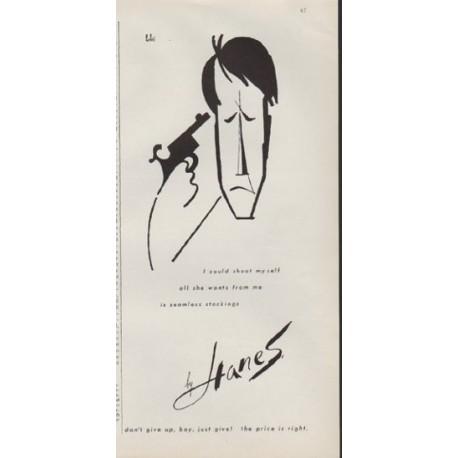 67
I could shoot myself
all she wants from me
is seamless stockings
by Hanes
don't give up, boy, just give! the price is right.